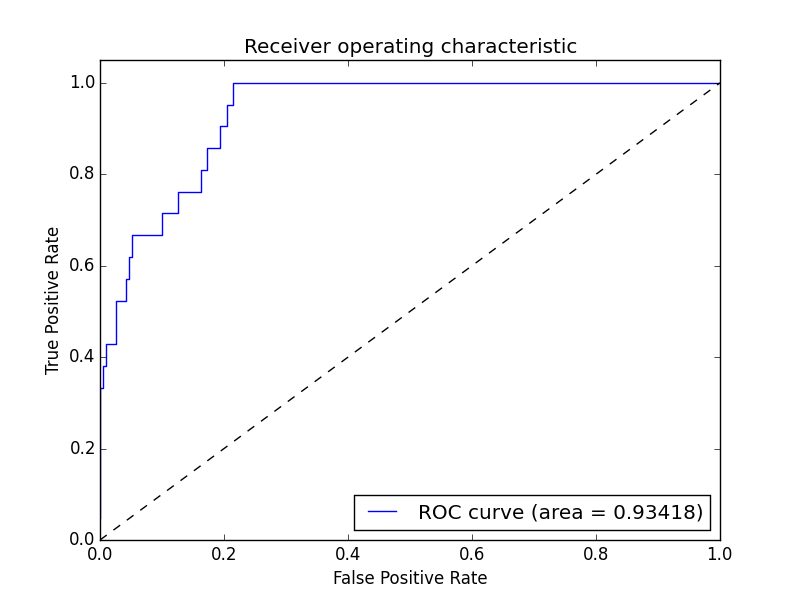 Receiver operating characteristic
True Positive Rate
1.0
0.8
0.6
0.4
0.2
0.0
ROC curve (area = 0.93418)
0.0 0.2 0.4 0.6 0.8 1.0
False Positive Rate